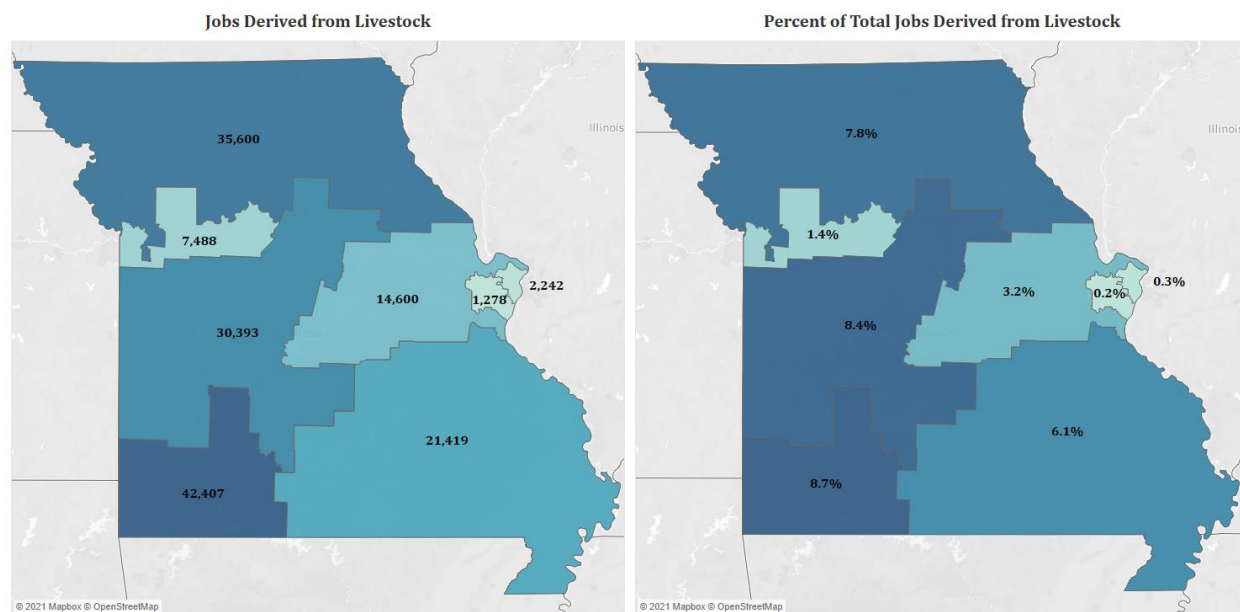 Jobs Derived from Livestock
35,600
Illinois
7,488
2,242
14,600
1,278
30,393
21,419
42,407
© 2021 Mapbox © OpenStreetMap
Percent of Total Jobs Derived from Livestock
7.8%
Illinois
1.4%
0.3%
3.2%
0.2%
8.4%
6.1%
8.7%
© 2021 Mapbox © OpenStreetMap